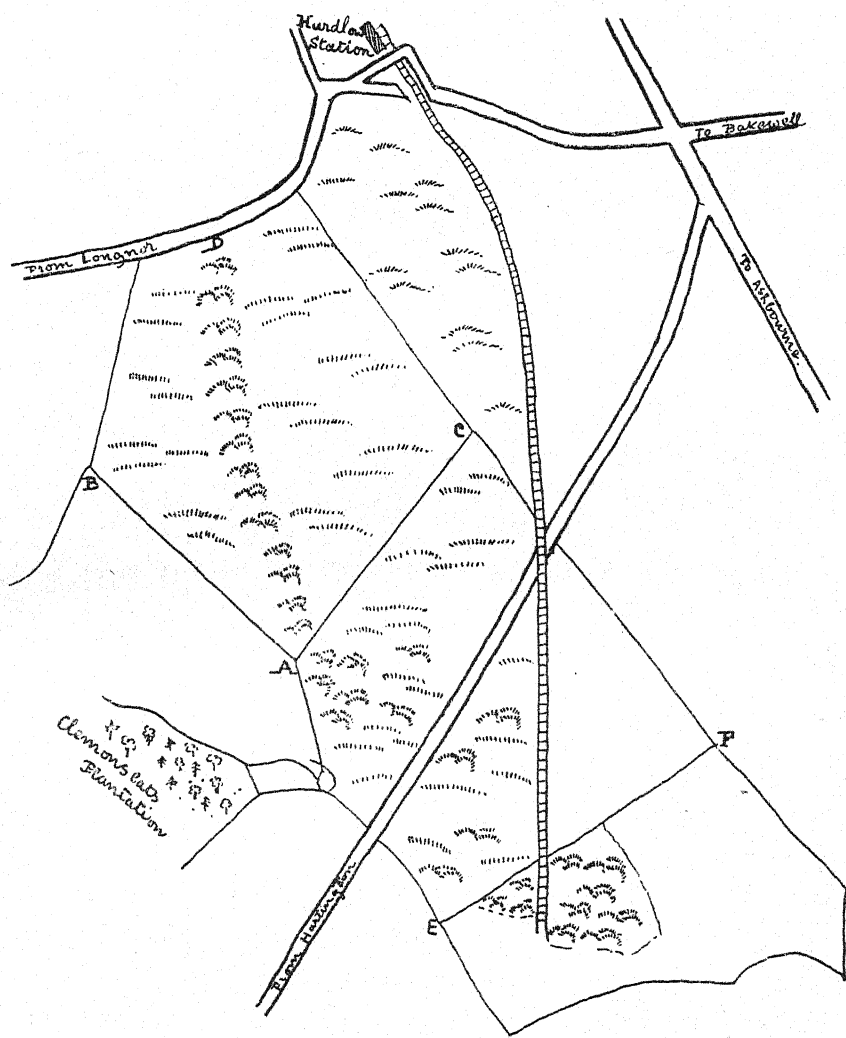 Hurdlow
Station
To Bakewell
From Longnor
D
To Ashbourne.
C
B
A
F
Clemonseats
Plantation
E
From Hartington